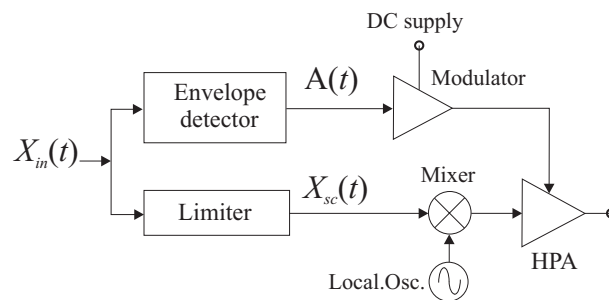 DC supply
Envelope
detector
A(t)
Modulator
X_in(t)
Limiter
X_sc(t)
Mixer
Local.Osc.
HPA